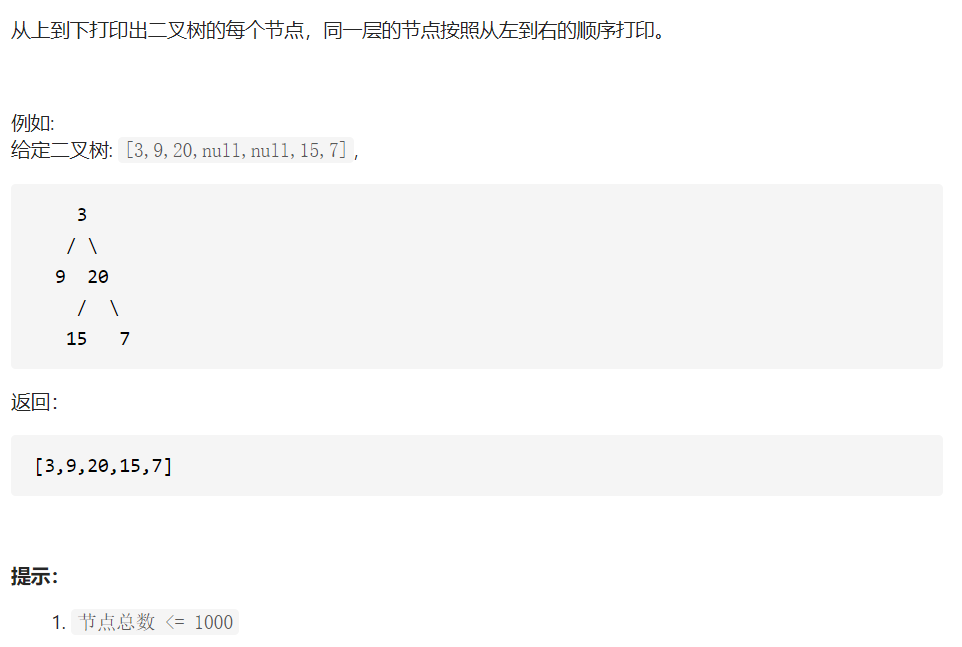 从上到下打印出二叉树的每个节点，同一层的节点按照从左到右的顺序打印。
例如:
给定二叉树: [3,9,20,null,null,15,7],
3
/ \
9 20
/ \
15 7
返回：
[3,9,20,15,7]
提示：
1. 节点总数 <= 1000